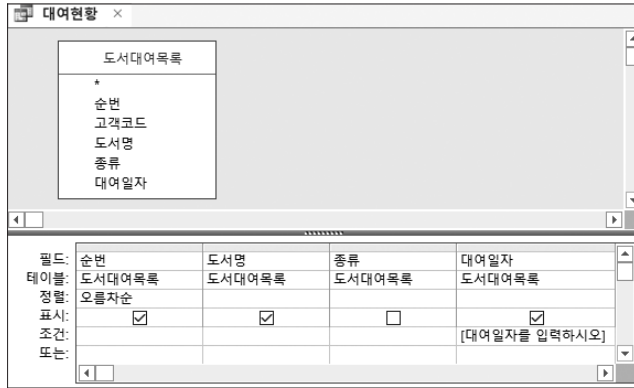 대여현황 ×
도서대여목록
*
순번
고객코드
도서명
종류
대여일자
필드: 순번 도서명 종류 대여일자
테이블: 도서대여목록 도서대여목록 도서대여목록 도서대여목록
정렬: 오름차순
표시:
조건: [대여일자를 입력하시오]
또는: